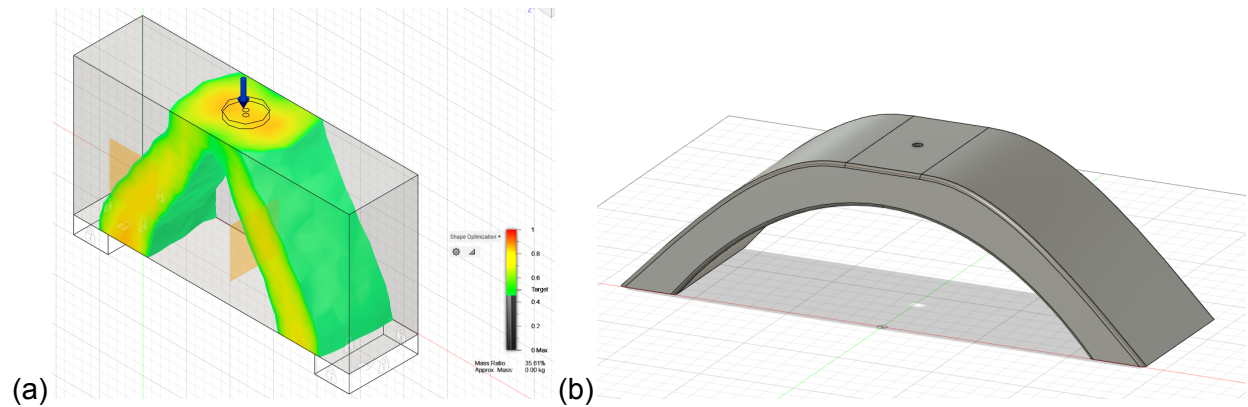 Z
Shape Optimization
1
0.8
0.6
Target
0.4
0.2
0 Max
Mass Ratio: 35.61%
Approx Mass: 0.00 kg
(a) (b)